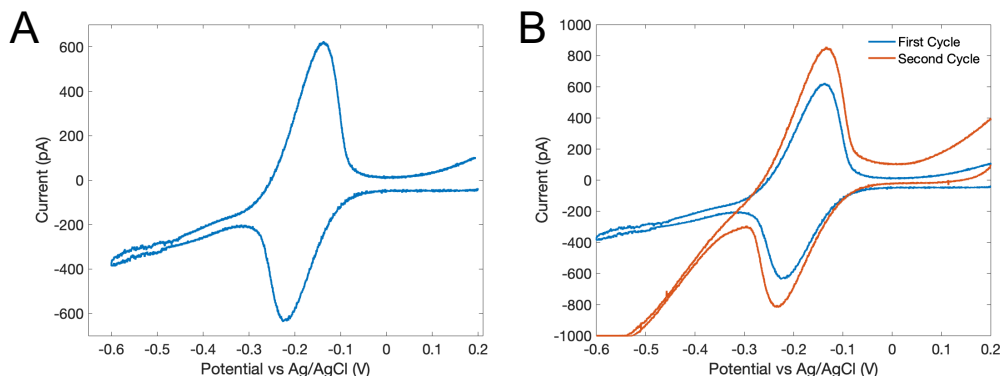 A
600
400
200
0
-200
-400
-600
Current (pA)
-0.6 -0.5 -0.4 -0.3 -0.2 -0.1 0 0.1 0.2
Potential vs Ag/AgCl (V)
B
1000
800
600
400
200
0
-200
-400
-600
-800
-1000
Current (pA)
First Cycle
Second Cycle
-0.6 -0.5 -0.4 -0.3 -0.2 -0.1 0 0.1 0.2
Potential vs Ag/AgCl (V)